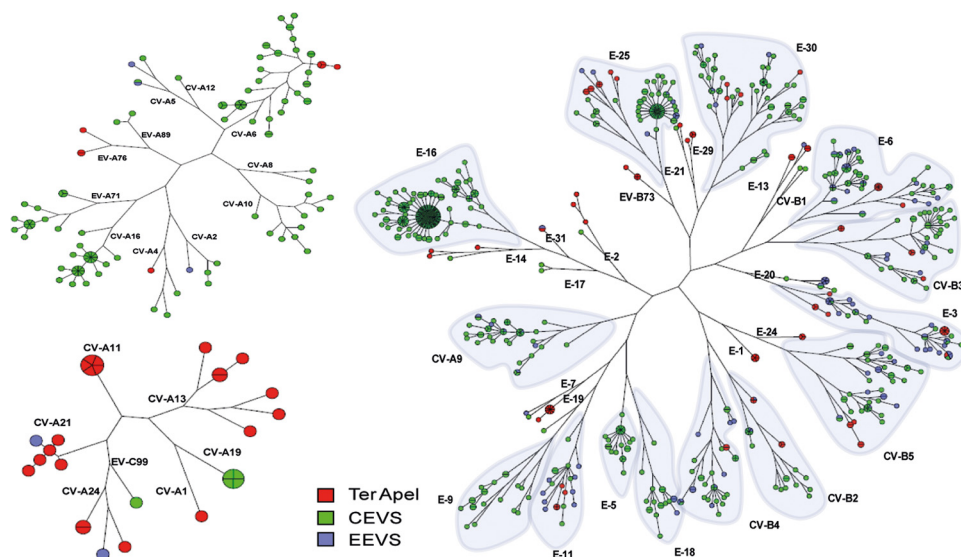 CV-A12
CV-A5
CV-A6
EV-A89
EV-A76
CV-A8
EV-A71
CV-A10
CV-A16
CV-A4
CV-A2
CV-A11
CV-A13
CV-A21
CV-A19
EV-C99
CV-A24
CV-A1
TerApel
CEVS
EEVS
E-25
E-30
E-6
E-29
E-16
E-21
E-13
EV-B73
CV-B1
E-31
E-14
E-2
E-17
E-20
CV-B3
E-3
E-24
E-1
CV-A9
E-7
E-19
CV-B5
E-9
E-5
CV-B2
CV-B4
E-11
E-18